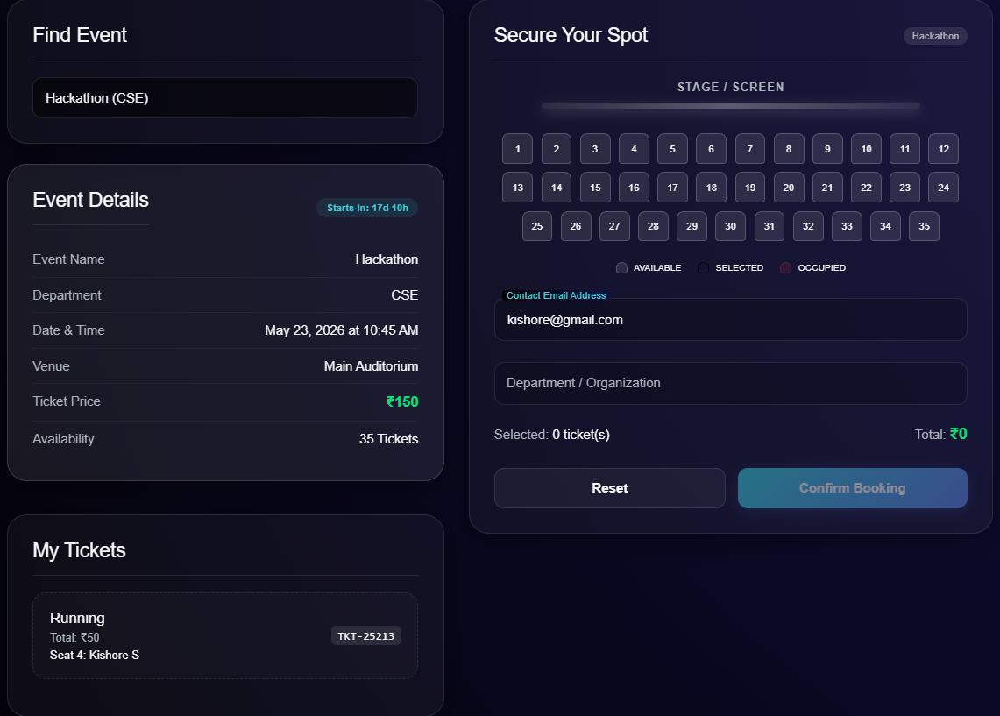 Find Event
Hackathon (CSE)
Event Details
Starts In: 17d 10h
Event Name Hackathon
Department CSE
Date & Time May 23, 2026 at 10:45 AM
Venue Main Auditorium
Ticket Price ₹150
Availability 35 Tickets
My Tickets
Running
Total: ₹50
Seat 4: Kishore S
TKT-25213
Secure Your Spot
Hackathon
STAGE / SCREEN
1 2 3 4 5 6 7 8 9 10 11 12
13 14 15 16 17 18 19 20 21 22 23 24
25 26 27 28 29 30 31 32 33 34 35
AVAILABLE SELECTED OCCUPIED
Contact Email Address
kishore@gmail.com
Department / Organization
Selected: 0 ticket(s) Total: ₹0
Reset Confirm Booking